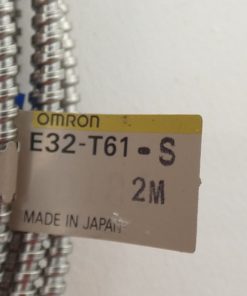 OMRON
E32-T61-S
2M
MADE IN JAPAN